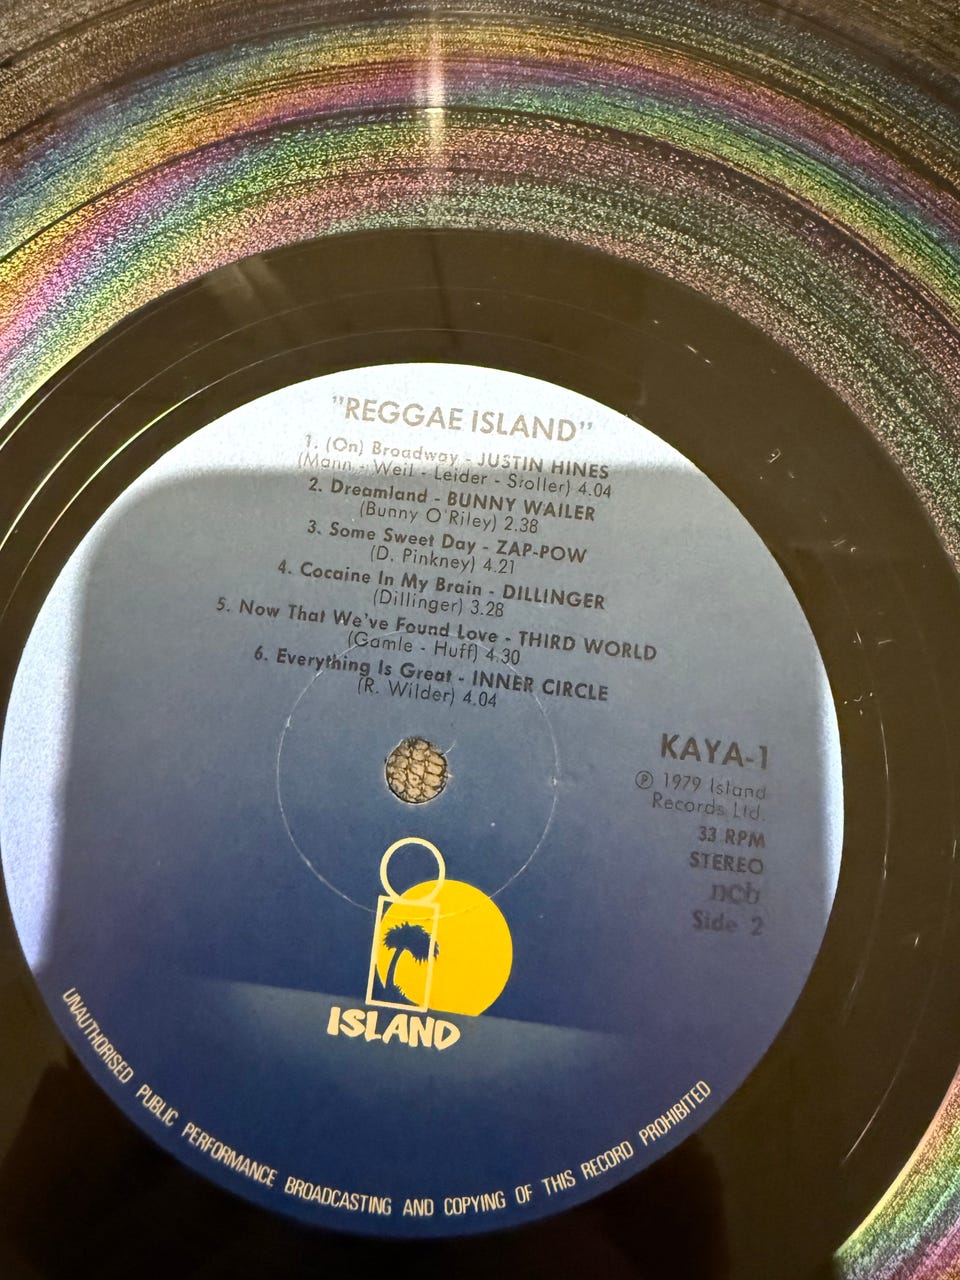 "REGGAE ISLAND"
1. (On) Broadway - JUSTIN HINES
(Mann - Weil - Leider - Sioller) 4.04
2. Dreamland - BUNNY WAILER
(Bunny O'Riley) 2.38
3. Some Sweet Day - ZAP-POW
(D. Pinkney) 4.21
4. Cocaine In My Brain - DILLINGER
(Dillinger) 3.28
5. Now That We've Found Love - THIRD WORLD
(Gamle - Huff) 4.30
6. Everything Is Great - INNER CIRCLE
(R. Wilder) 4.04
KAYA-1
Ⓟ 1979 Island
Records Ltd.
33 RPM
STEREO
ncb
Side 2
ISLAND
UNAUTHORISED PUBLIC PERFORMANCE BROADCASTING AND COPYING OF THIS RECORD PROHIBITED